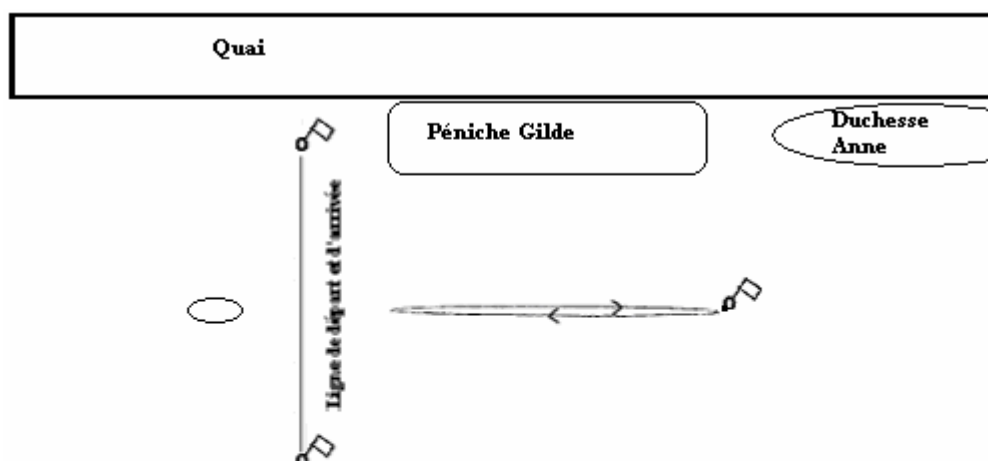 Quai
Péniche Gilde
Duchesse
Anne
Ligne de départ et d'arrivée